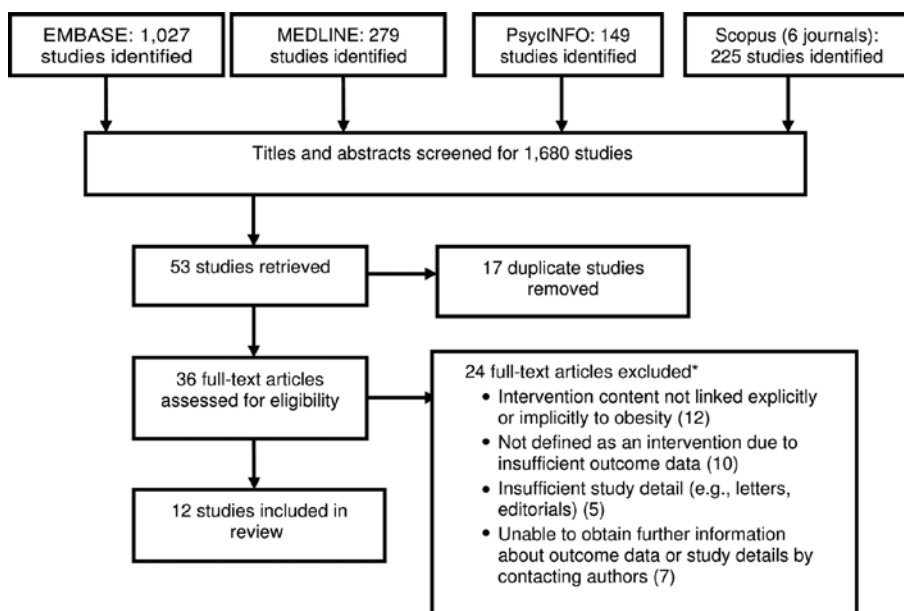 EMBASE: 1,027
studies identified
MEDLINE: 279
studies identified
PsycINFO: 149
studies identified
Scopus (6 journals):
225 studies identified
Titles and abstracts screened for 1,680 studies
53 studies retrieved
17 duplicate studies
removed
36 full-text articles
assessed for eligibility
24 full-text articles excluded*
• Intervention content not linked explicitly
or implicitly to obesity (12)
• Not defined as an intervention due to
insufficient outcome data (10)
• Insufficient study detail (e.g., letters,
editorials) (5)
• Unable to obtain further information
about outcome data or study details by
contacting authors (7)
12 studies included in
review